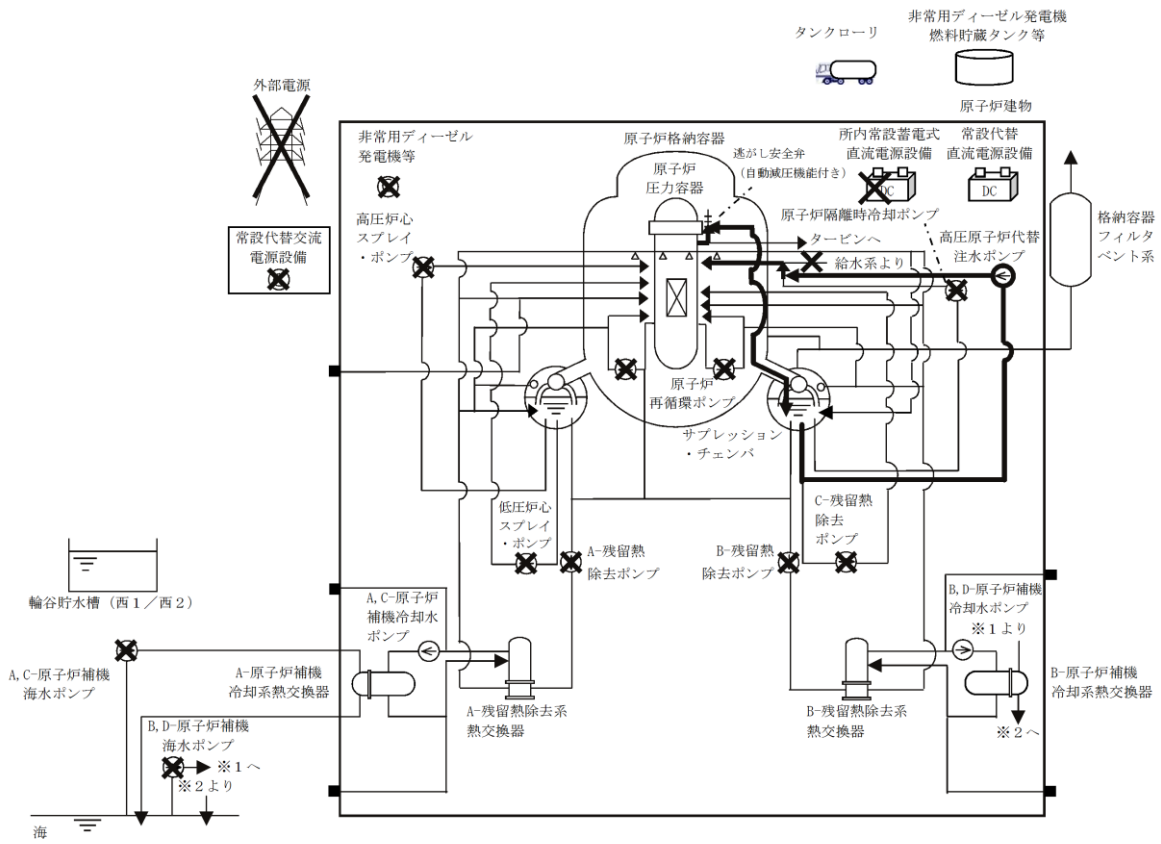 タンクローリ
非常用ディーゼル発電機
燃料貯蔵タンク等
原子炉建物
外部電源
非常用ディーゼル
発電機等
原子炉格納容器
原子炉
圧力容器
逃がし安全弁
(自動減圧機能付き)
所内常設蓄電式
直流電源設備
常設代替
直流電源設備
DC
DC
原子炉隔離時冷却ポンプ
高圧炉心
スプレイ
・ポンプ
常設代替交流
電源設備
タービンへ
給水系より
高圧原子炉代替
注水ポンプ
格納容器
フィルタ
ベント系
原子炉
再循環ポンプ
サプレッション
・チェンバ
低圧炉心
スプレイ
・ポンプ
A-残留熱
除去ポンプ
B-残留熱
除去ポンプ
C-残留熱
除去
ポンプ
輪谷貯水槽(西1/西2)
A,C-原子炉
補機冷却水
ポンプ
B,D-原子炉補機
冷却水ポンプ
※1より
A,C-原子炉補機
海水ポンプ
A-原子炉補機
冷却系熱交換器
B-原子炉補機
冷却系熱交換器
A-残留熱除去系
熱交換器
B-残留熱除去系
熱交換器
※2へ
B,D-原子炉補機
海水ポンプ
※1へ
※2より
海